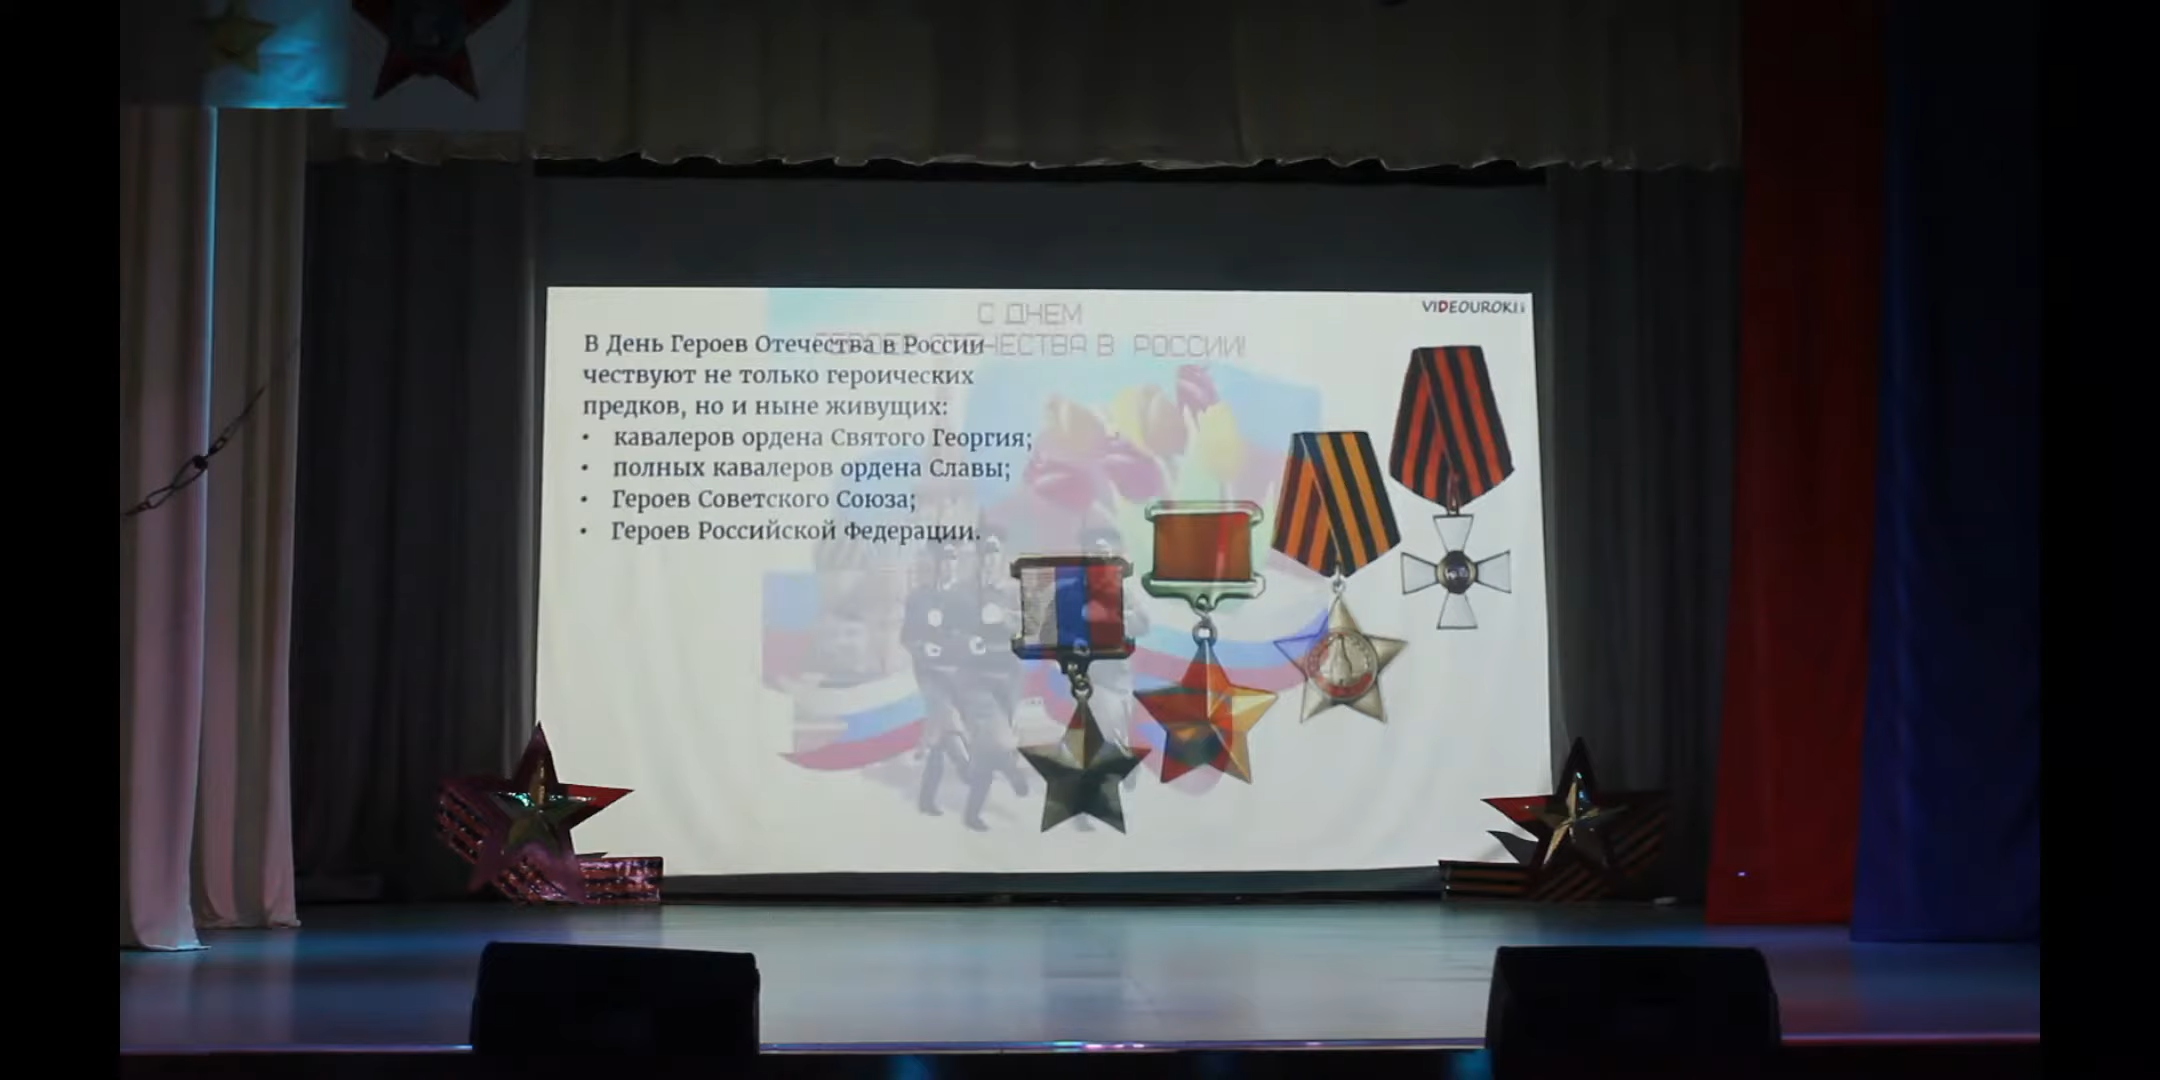 VIDEOUROKI
С ДНЕМ
ОТЕЧЕСТВА В РОССИИ!
В День Героев Отечества в России
чествуют не только героических
предков, но и ныне живущих:
• кавалеров ордена Святого Георгия;
• полных кавалеров ордена Славы;
• Героев Советского Союза;
• Героев Российской Федерации.